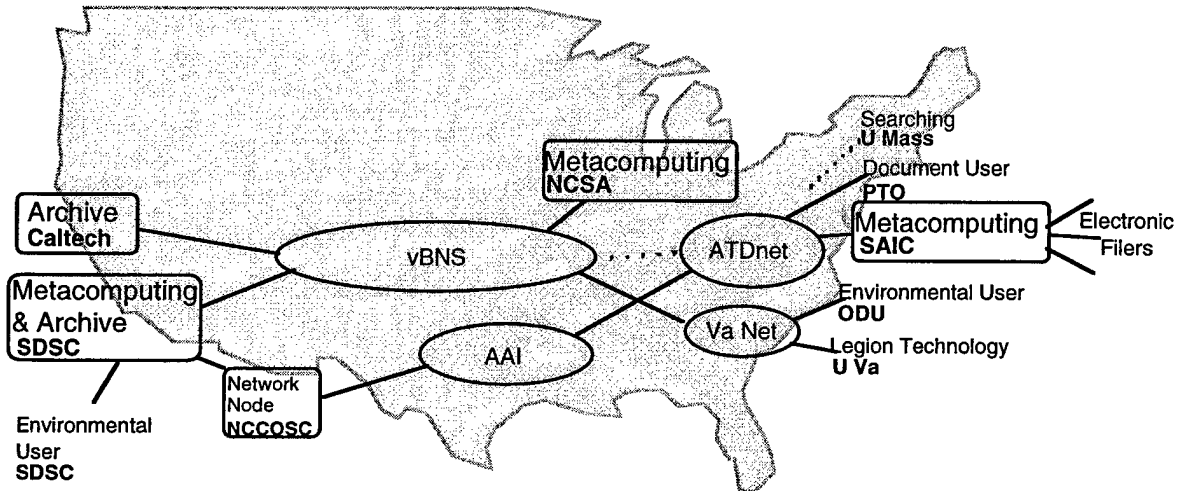 Searching
U Mass
Document User
PTO
Metacomputing
NCSA
Archive
Caltech
vBNS
ATDnet
Metacomputing
SAIC
Electronic
Filers
Metacomputing
& Archive
SDSC
Environmental User
ODU
Va Net
AAI
Legion Technology
U Va
Network
Node
NCCOSC
Environmental
User
SDSC